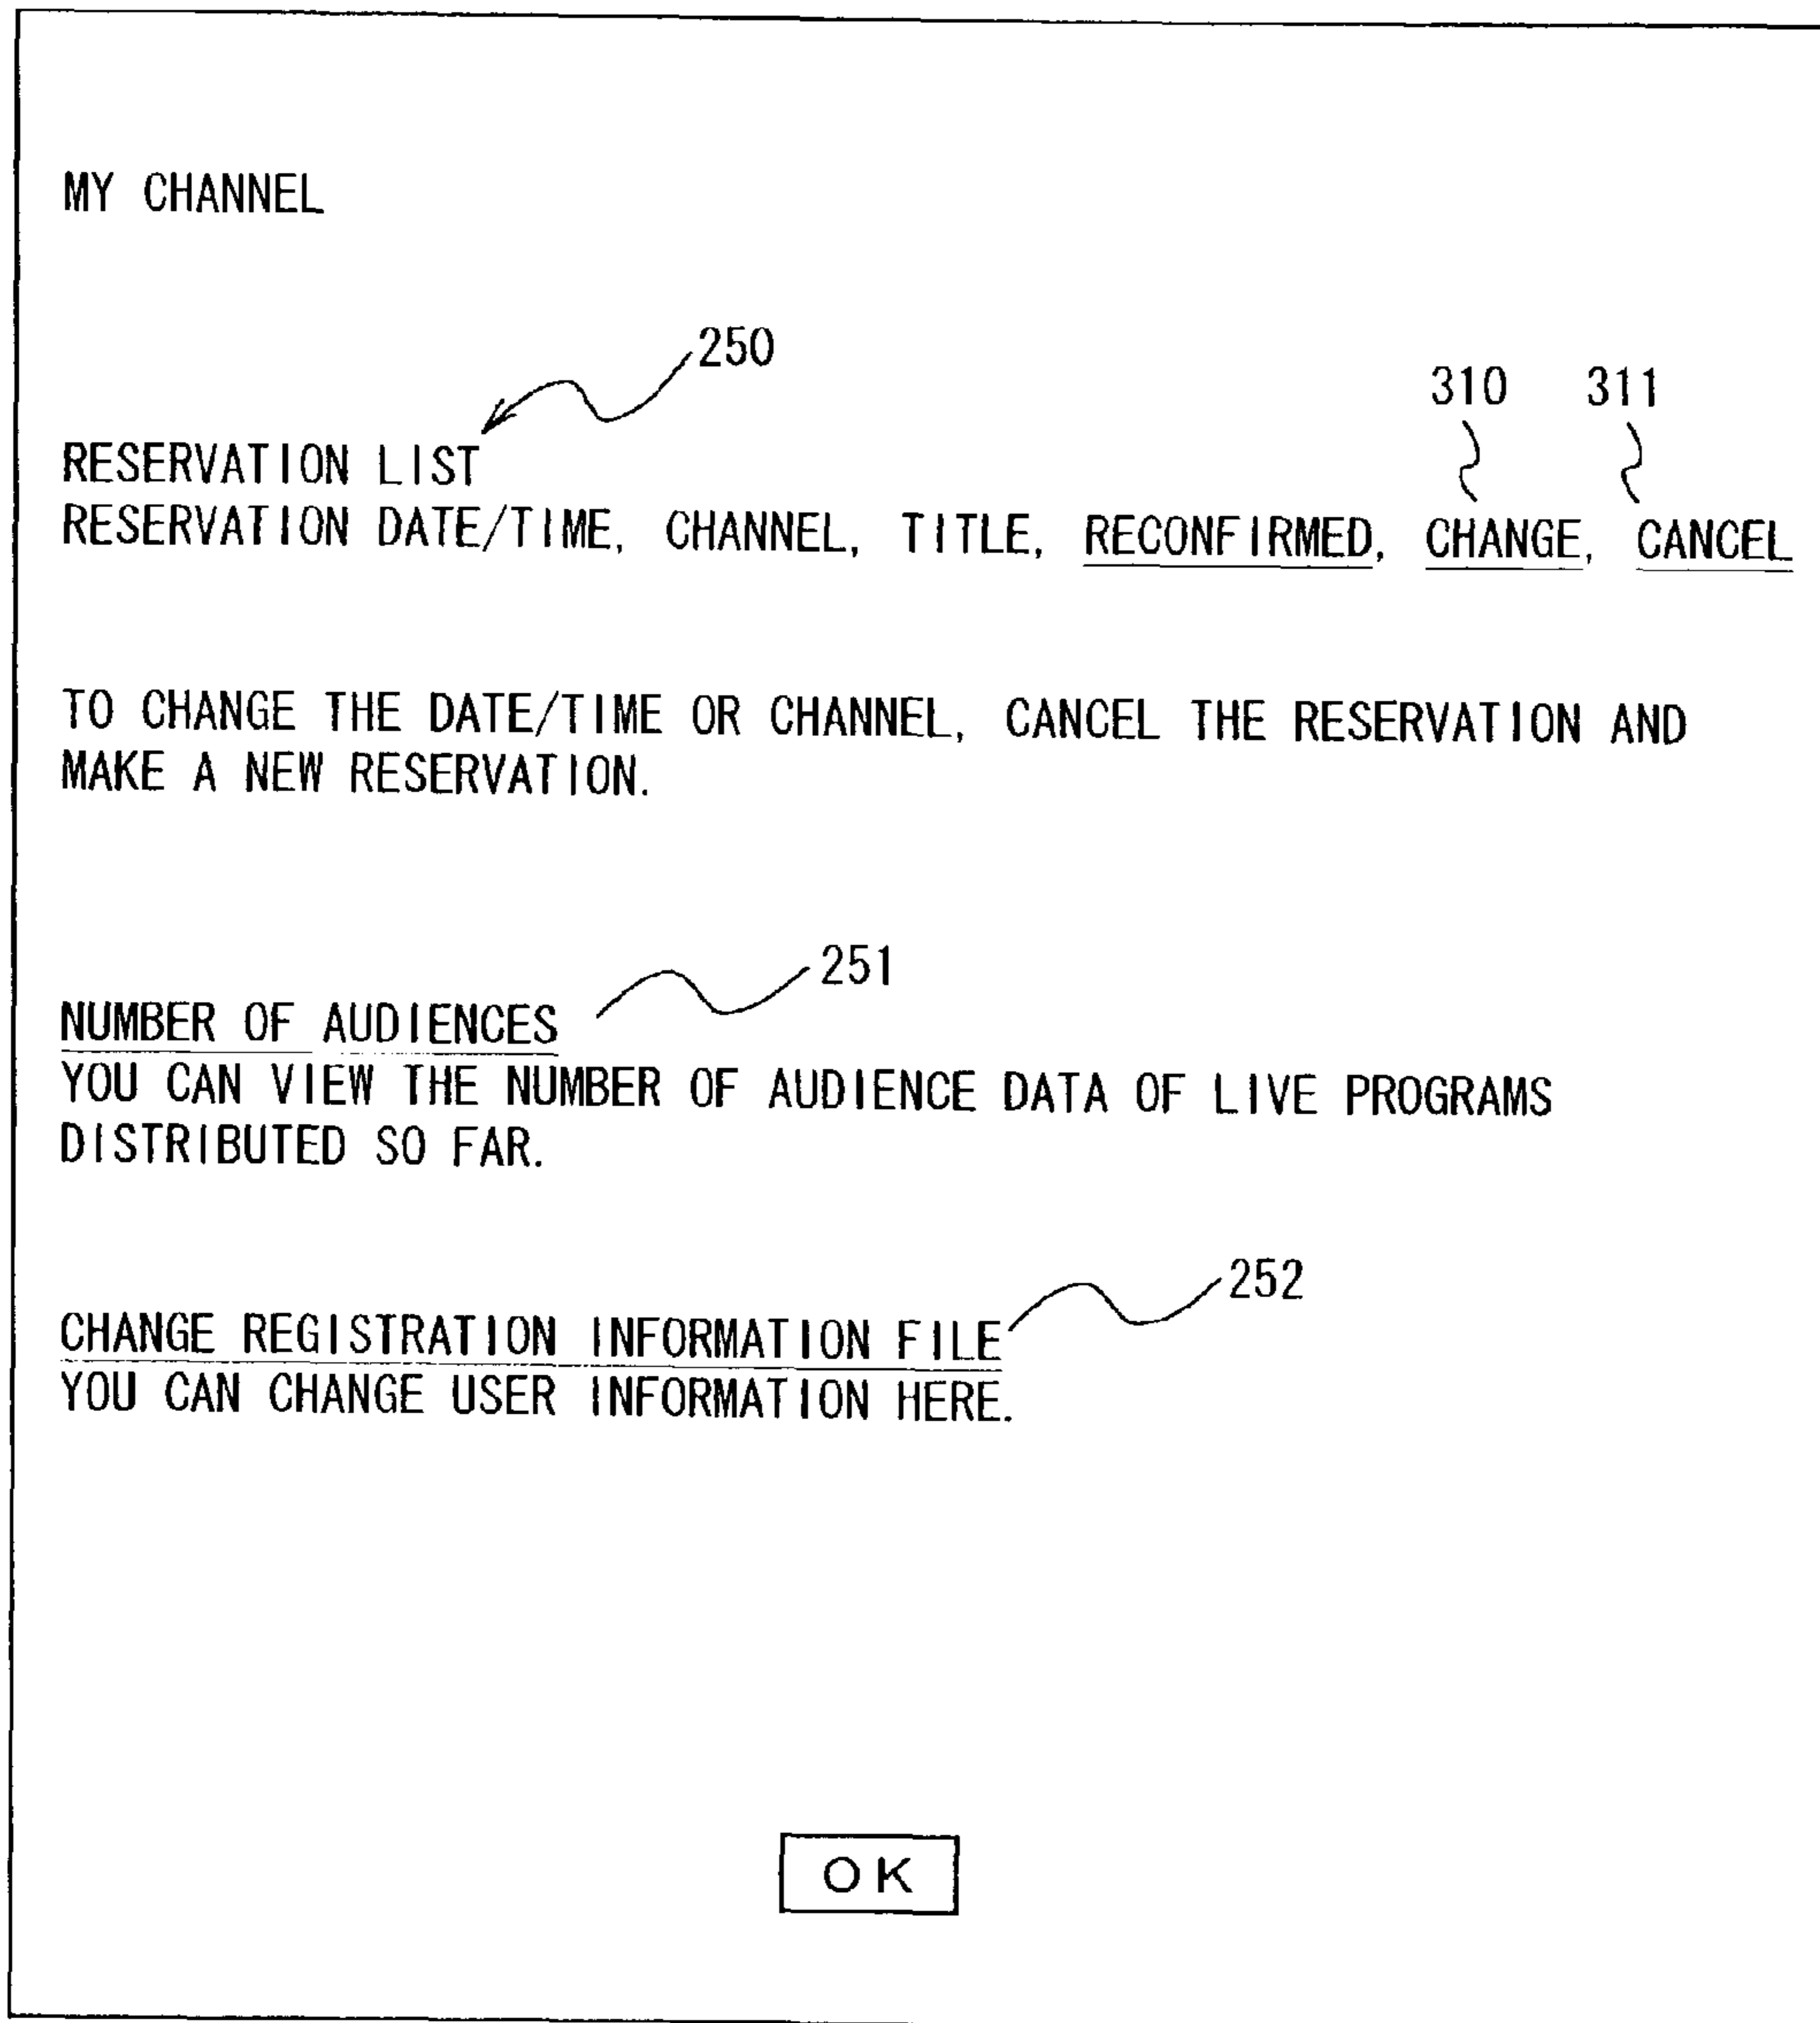 MY CHANNEL
250
310 311
RESERVATION LIST
RESERVATION DATE/TIME, CHANNEL, TITLE, RECONFIRMED, CHANGE, CANCEL
TO CHANGE THE DATE/TIME OR CHANNEL, CANCEL THE RESERVATION AND
MAKE A NEW RESERVATION.
251
NUMBER OF AUDIENCES
YOU CAN VIEW THE NUMBER OF AUDIENCE DATA OF LIVE PROGRAMS
DISTRIBUTED SO FAR.
252
CHANGE REGISTRATION INFORMATION FILE
YOU CAN CHANGE USER INFORMATION HERE.
OK